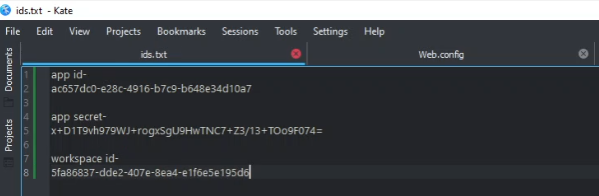 ids.txt - Kate
File Edit View Projects Bookmarks Sessions Tools Settings Help
ids.txt Web.config
Documents
Projects
1 app id-
2 ac657dc0-e28c-4916-b7c9-b648e34d10a7
3
4 app secret-
5 x+D1T9vh979WJ+rogxSgU9HwTNC7+Z3/13+TOo9F074=
6
7 workspace id-
8 5fa86837-dde2-407e-8ea4-e1f6e5e195d6